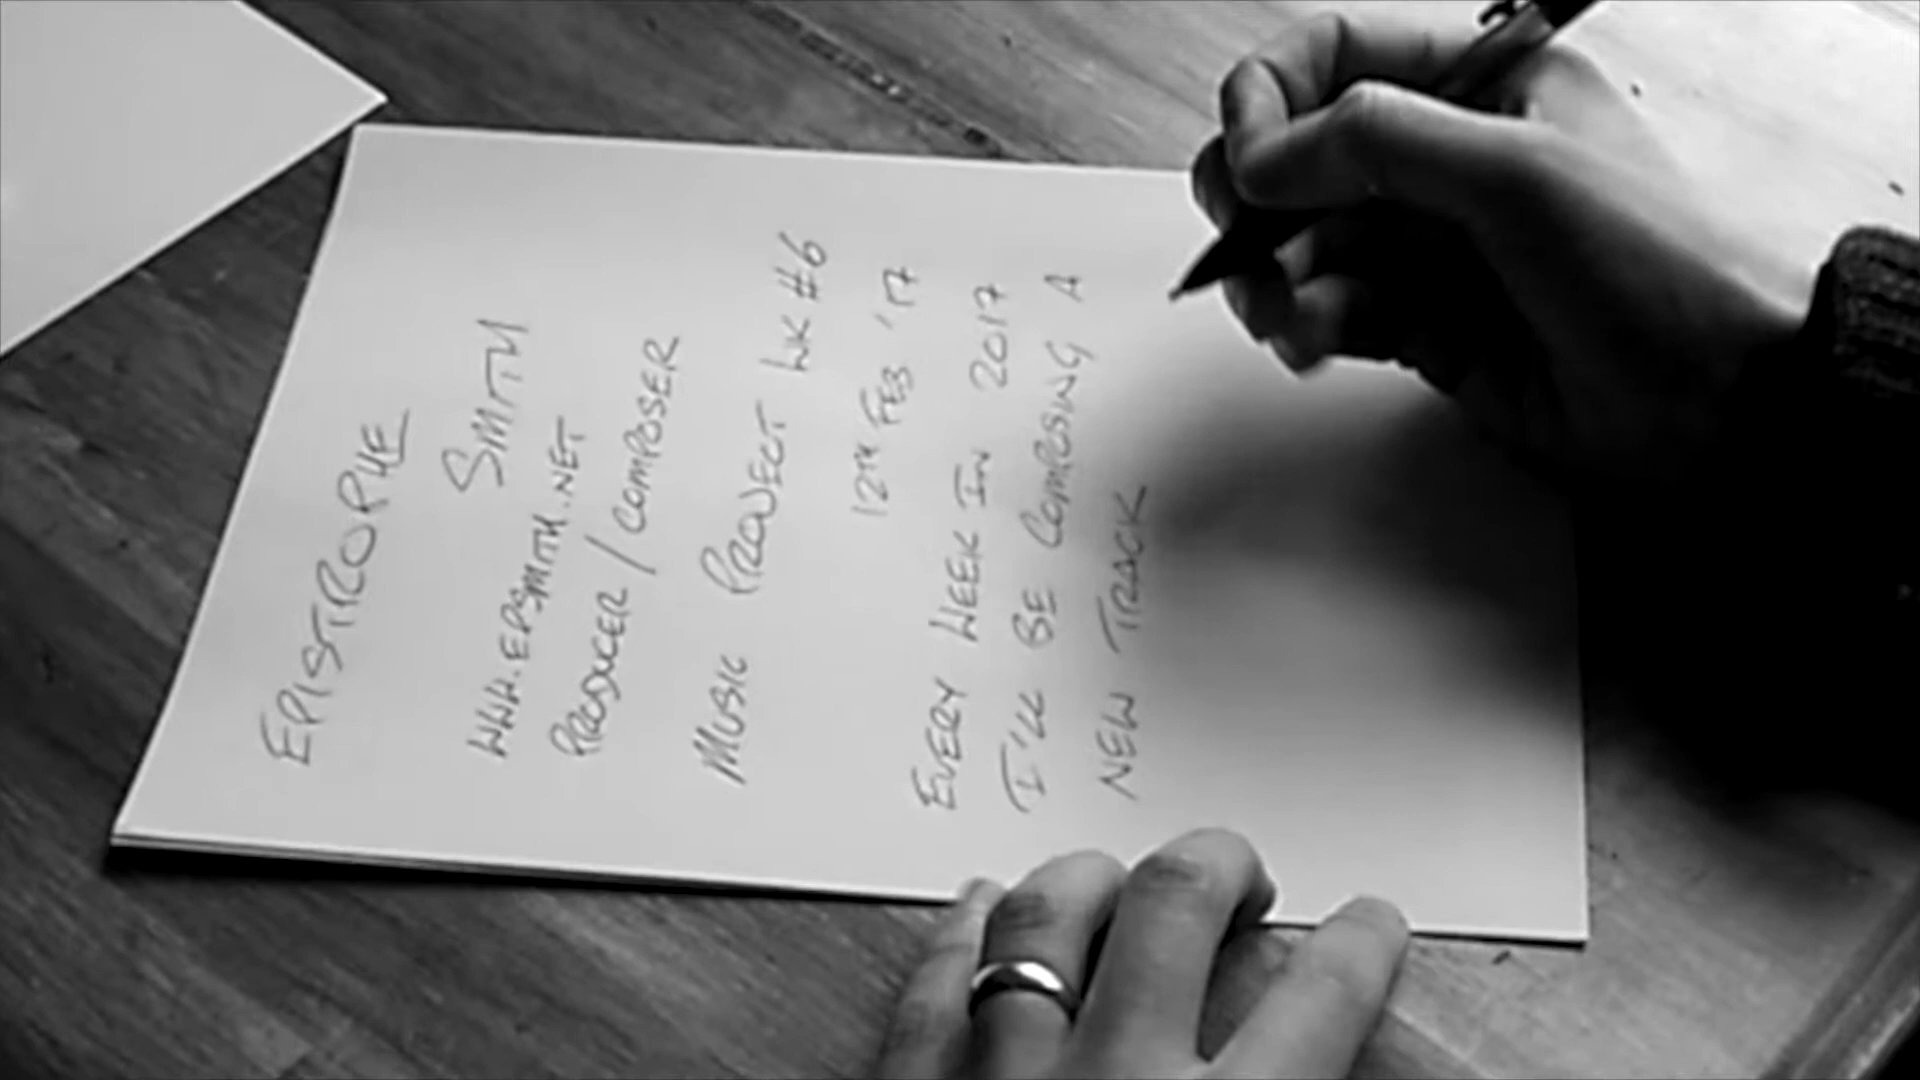 EPISTROPHE
SMITH
WWW.EPSMITH.NET
PRODUCER / COMPOSER
MUSIC PROJECT WK #6
12TH FEB '17
EVERY WEEK IN 2017
I'LL BE COMPOSING A
NEW TRACK